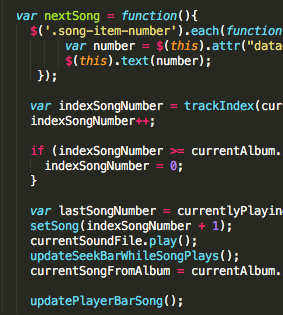 var nextSong = function(){
$('.song-item-number').each(function
var number = $(this).attr("data
$(this).text(number);
});
var indexSongNumber = trackIndex(cur
indexSongNumber++;
if (indexSongNumber >= currentAlbum.
indexSongNumber = 0;
}
var lastSongNumber = currentlyPlayin
setSong(indexSongNumber + 1);
currentSoundFile.play();
updateSeekBarWhileSongPlays();
currentSongFromAlbum = currentAlbum.
updatePlayerBarSong();